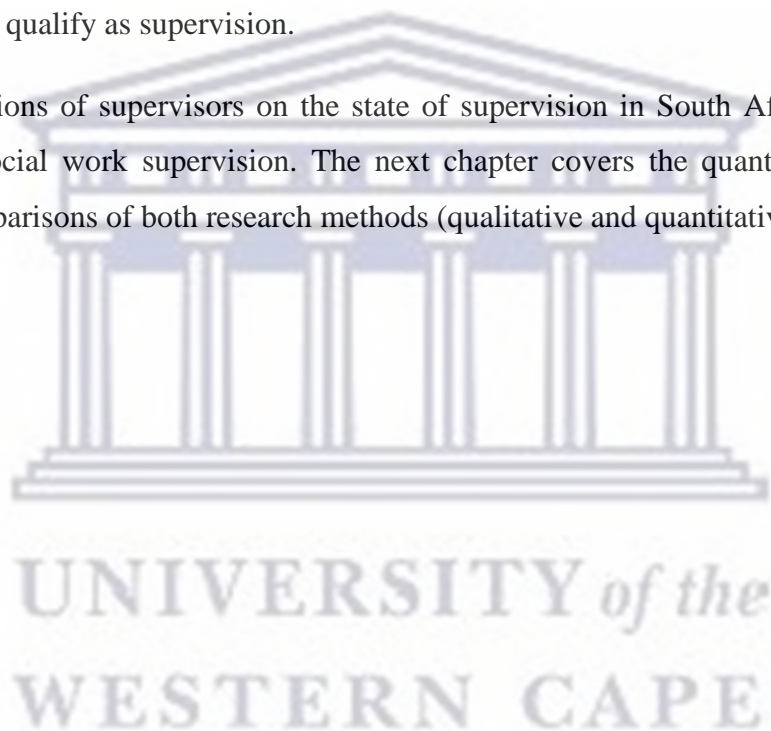 qualify as supervision.
ions of supervisors on the state of supervision in South Af
ocial work supervision. The next chapter covers the quant
parisons of both research methods (qualitative and quantitativ
UNIVERSITY of the
WESTERN CAPE